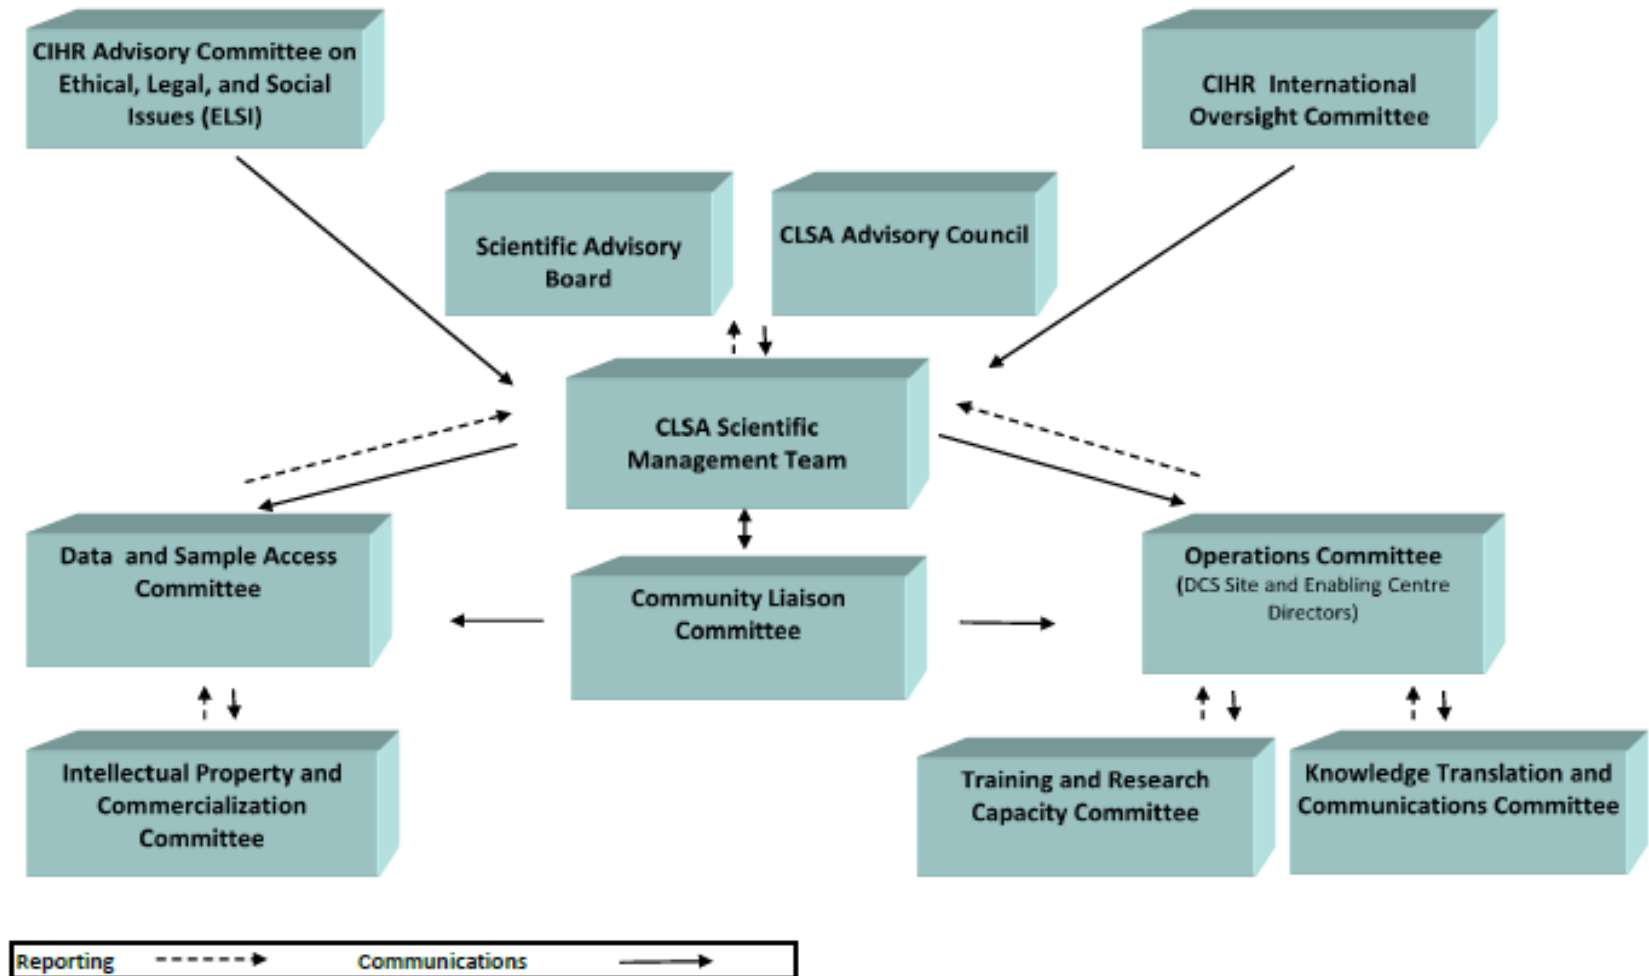 CIHR Advisory Committee on
Ethical, Legal, and Social
Issues (ELSI)
CIHR International
Oversight Committee
Scientific Advisory
Board
CLSA Advisory Council
CLSA Scientific
Management Team
Data and Sample Access
Committee
Community Liaison
Committee
Operations Committee
(DCS Site and Enabling Centre
Directors)
Intellectual Property and
Commercialization
Committee
Training and Research
Capacity Committee
Knowledge Translation and
Communications Committee
Reporting Communications